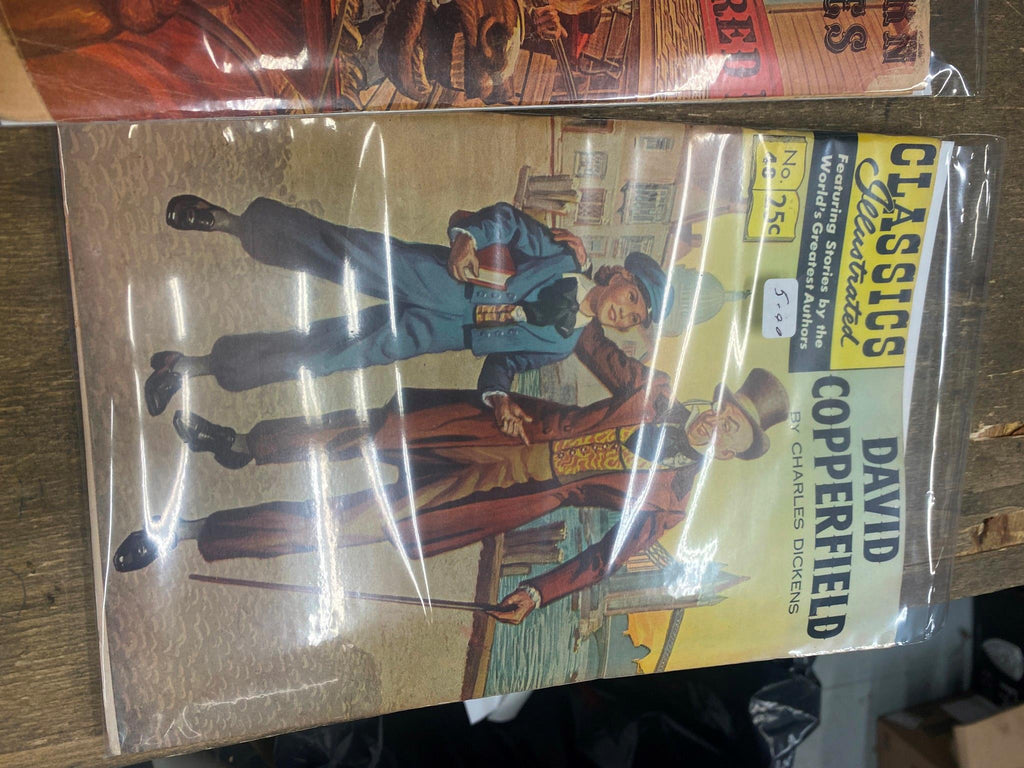 CLASSICS
Illustrated
Featuring Stories by the
World's Greatest Authors
No.
48
25c
5.00
DAVID
COPPERFIELD
BY CHARLES DICKENS
RED